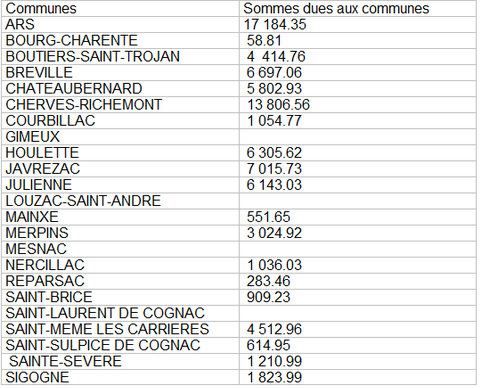 Communes Sommes dues aux communes
ARS 17 184.35
BOURG-CHARENTE 58.81
BOUTIERS-SAINT-TROJAN 4  414.76
BREVILLE 6 697.06
CHATEAUBERNARD 5 802.93
CHERVES-RICHEMONT 13 806.56
COURBILLAC 1 054.77
GIMEUX
HOULETTE 6 305.62
JAVREZAC 7 015.73
JULIENNE 6 143.03
LOUZAC-SAINT-ANDRE
MAINXE 551.65
MERPINS 3 024.92
MESNAC
NERCILLAC 1 036.03
REPARSAC 283.46
SAINT-BRICE 909.23
SAINT-LAURENT DE COGNAC
SAINT-MEME LES CARRIERES 4 512.96
SAINT-SULPICE DE COGNAC 614.95
SAINTE-SEVERE 1 210.99
SIGOGNE 1 823.99